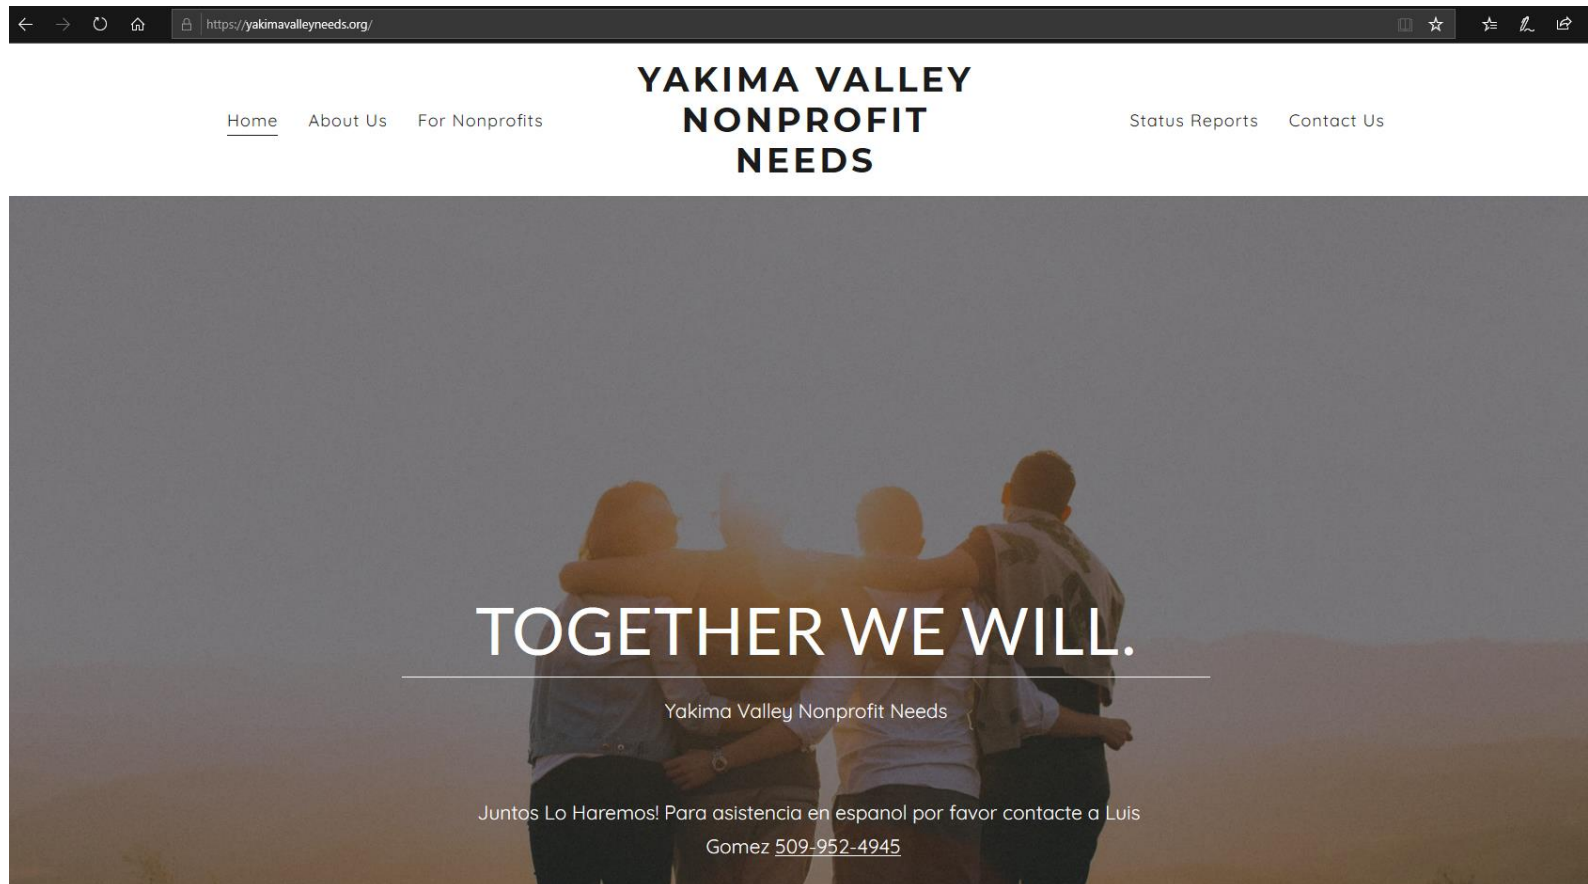 https://yakimavalleyneeds.org/
Home About Us For Nonprofits
YAKIMA VALLEY
NONPROFIT
NEEDS
Status Reports Contact Us
TOGETHER WE WILL.
Yakima Valley Nonprofit Needs
Juntos Lo Haremos! Para asistencia en espanol por favor contacte a Luis
Gomez 509-952-4945